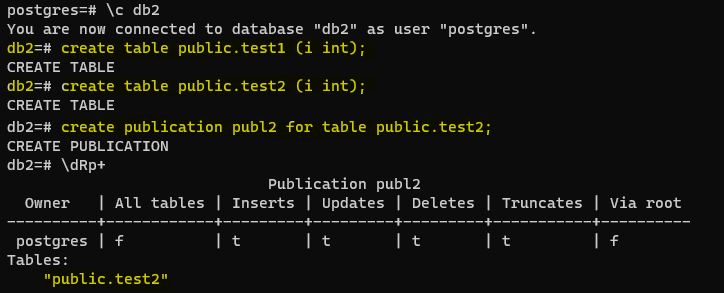 postgres=# \c db2
You are now connected to database "db2" as user "postgres".
db2=# create table public.test1 (i int);
CREATE TABLE
db2=# create table public.test2 (i int);
CREATE TABLE
db2=# create publication publ2 for table public.test2;
CREATE PUBLICATION
db2=# \dRp+
                             Publication publ2
  Owner   | All tables | Inserts | Updates | Deletes | Truncates | Via root
----------+------------+---------+---------+---------+-----------+----------
 postgres | f          | t       | t       | t       | t         | f
Tables:
    "public.test2"